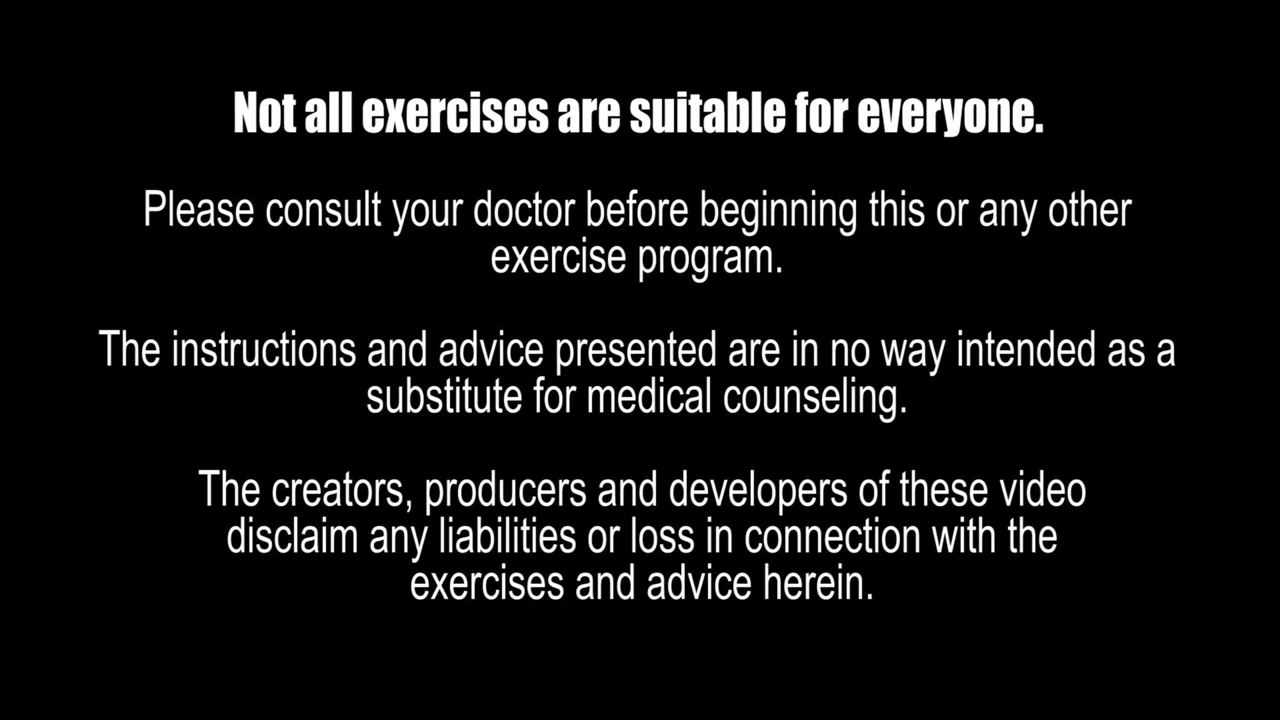 Not all exercises are suitable for everyone.
Please consult your doctor before beginning this or any other
exercise program.
The instructions and advice presented are in no way intended as a
substitute for medical counseling.
The creators, producers and developers of these video
disclaim any liabilities or loss in connection with the
exercises and advice herein.